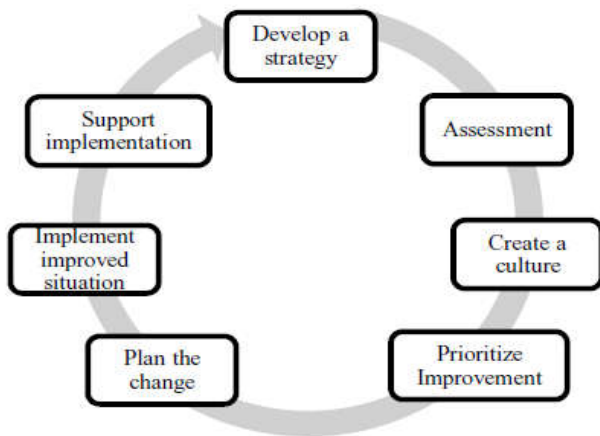 Develop a
strategy
Assessment
Create a
culture
Prioritize
Improvement
Plan the
change
Implement
improved
situation
Support
implementation